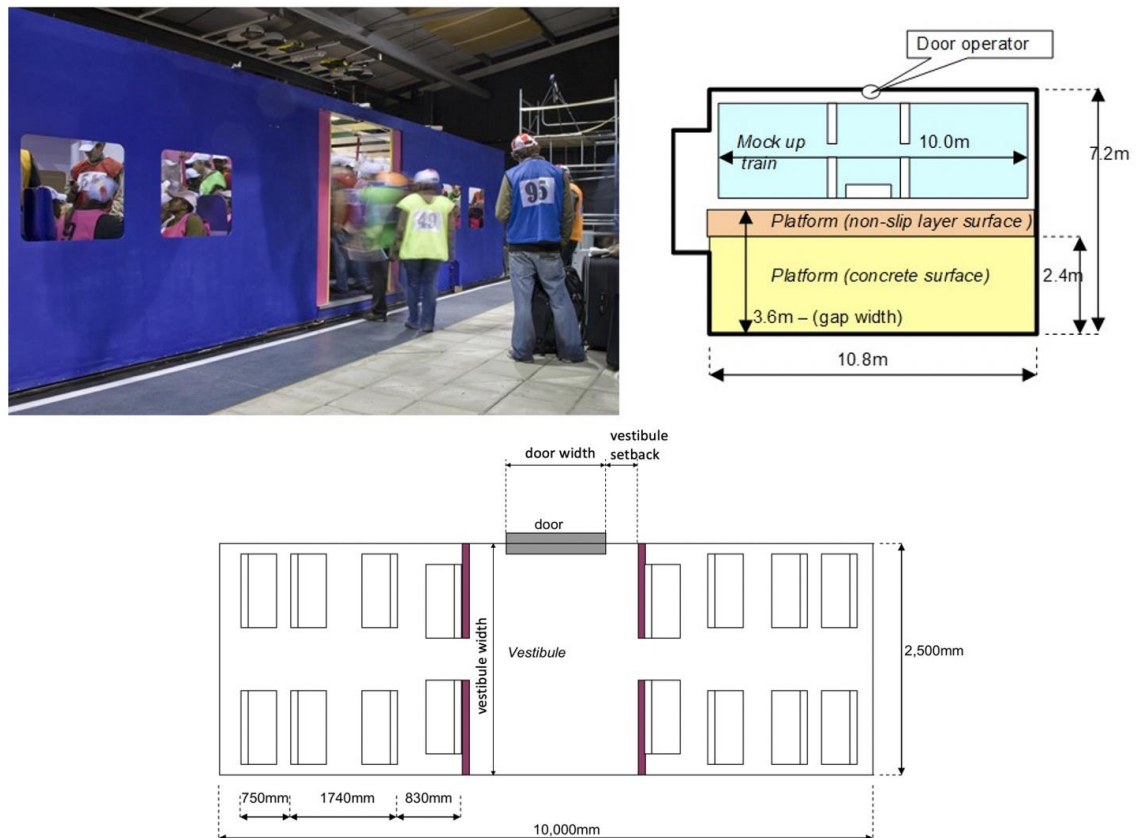 95
49
Door operator
Mock up
train
10.0m
7.2m
Platform (non-slip layer surface )
Platform (concrete surface)
2.4m
3.6m – (gap width)
10.8m
door width
vestibule
setback
door
vestibule width
Vestibule
2,500mm
750mm
1740mm
830mm
10,000mm